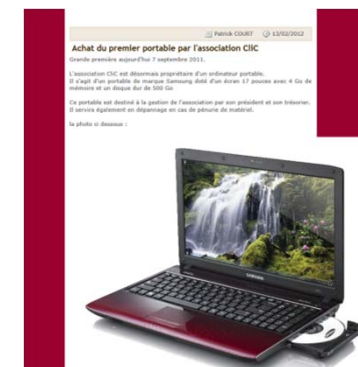 Patrick COURT 13/02/2012
Achat du premier portable par l'association CliC
Grande première aujourd'hui 7 septembre 2011.
L'association CliC est désormais propriétaire d'un ordinateur portable.
Il s'agit d'un portable de marque Samsung doté d'un écran 17 pouces avec 4 Go de
mémoire et un disque dur de 500 Go
Ce portable est destiné à la gestion de l'association par son président et son trésorier.
Il servira également en dépannage en cas de pénurie de matériel.
la photo ci dessous :
SAMSUNG